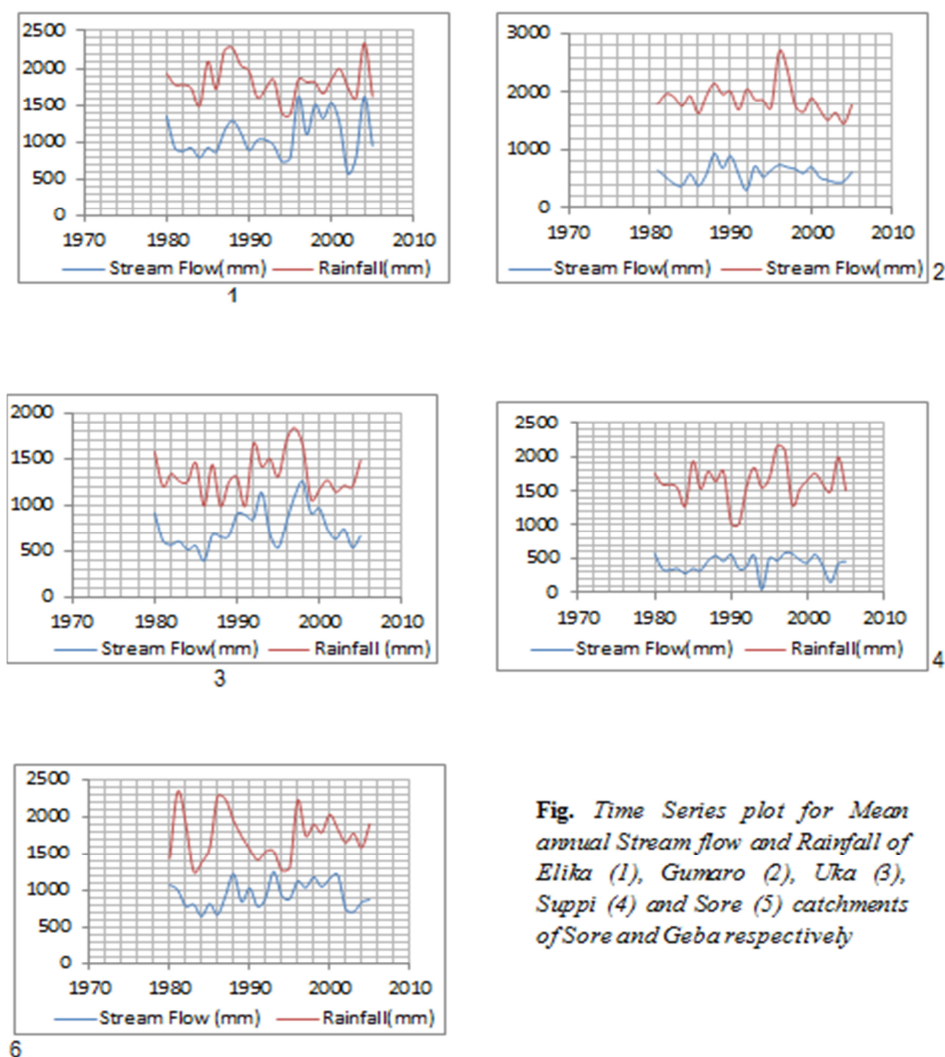 2500
2000
1500
1000
500
0
1970 1980 1990 2000 2010
Stream Flow(mm) Rainfall(mm)
1
3000
2000
1000
0
1970 1980 1990 2000 2010
Stream Flow(mm) Stream Flow(mm)
2
2000
1500
1000
500
0
1970 1980 1990 2000 2010
Stream Flow(mm) Rainfall (mm)
3
2500
2000
1500
1000
500
0
1970 1980 1990 2000 2010
Stream Flow(mm) Rainfall(mm)
4
2500
2000
1500
1000
500
0
1970 1980 1990 2000 2010
Stream Flow (mm) Rainfall(mm)
6
Fig. Time Series plot for Mean
annual Stream flow and Rainfall of
Elika (1), Gumaro (2), Uka (3),
Suppi (4) and Sore (5) catchments
of Sore and Geba respectively